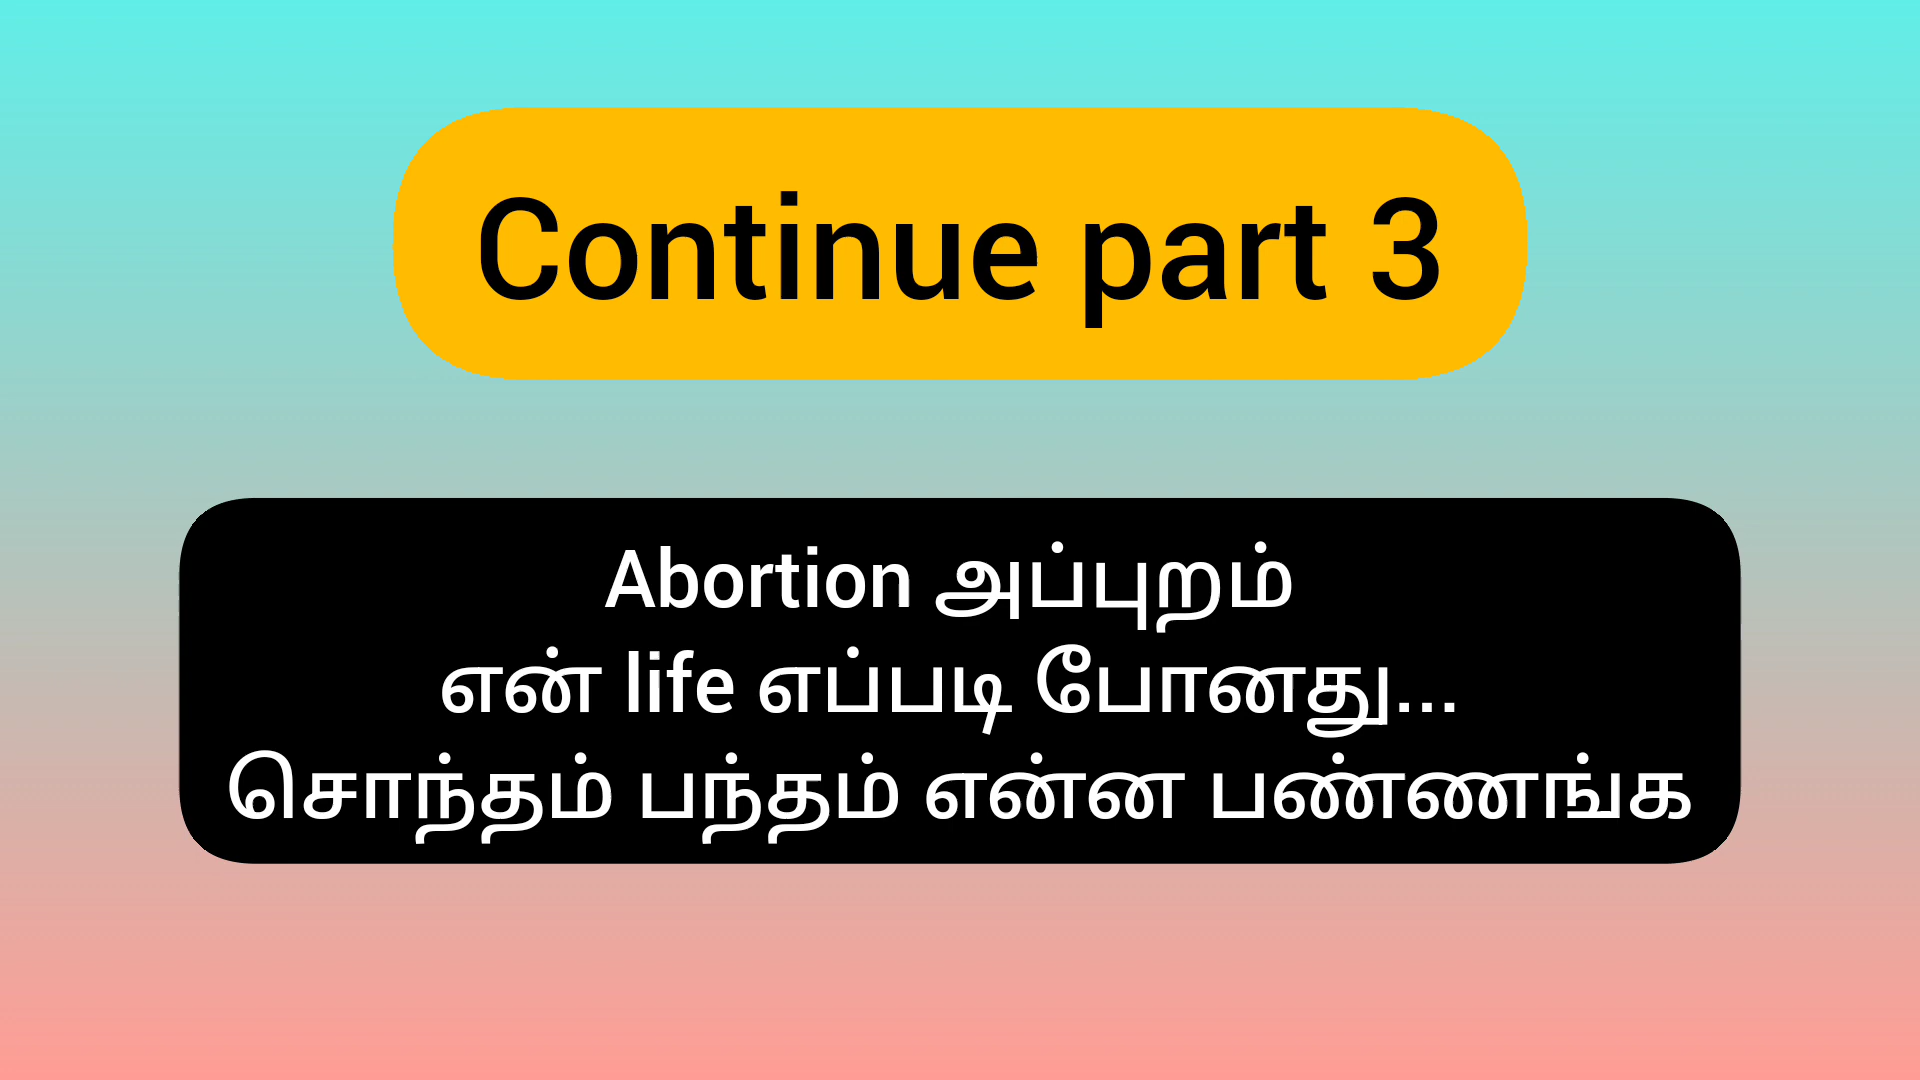 Continue part 3
Abortion அப்புறம்
என் life எப்படி போனது...
சொந்தம் பந்தம் என்ன பண்ணங்க